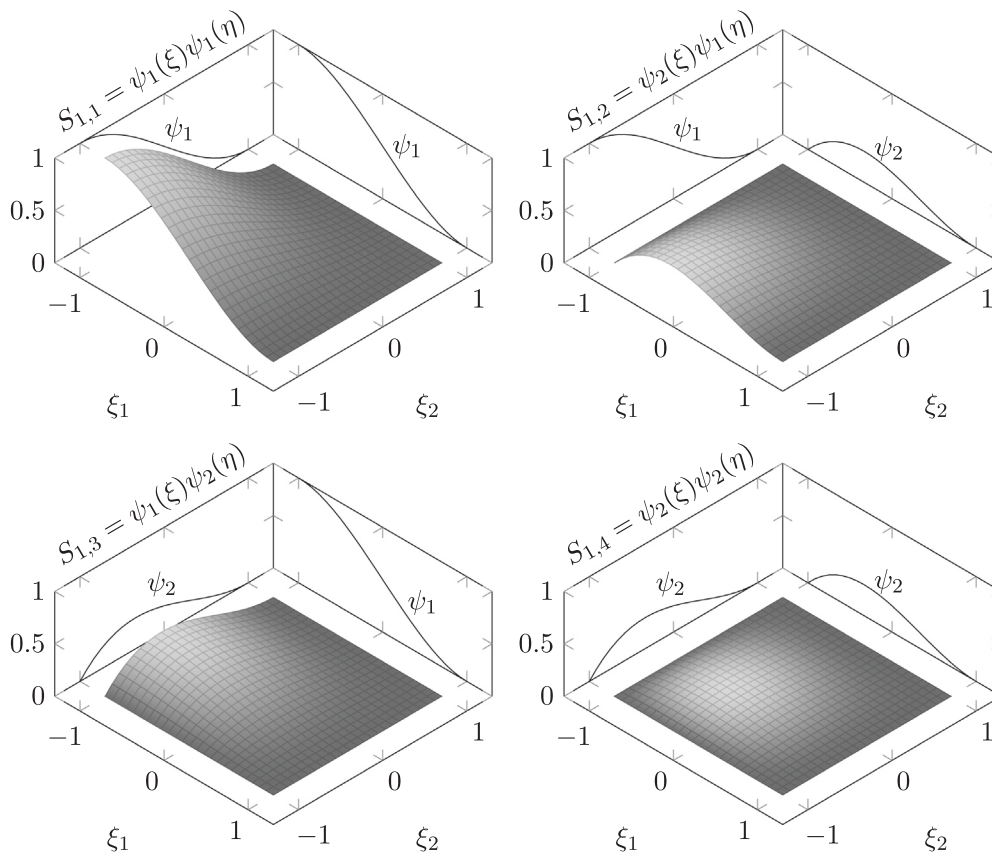 S₁,₁ = ψ₁(ξ)ψ₁(η)
ψ₁
ψ₁
1
0.5
0
−1
0
1
ξ₁
−1
0
1
ξ₂
S₁,₂ = ψ₂(ξ)ψ₁(η)
ψ₁
ψ₂
1
0.5
0
−1
0
1
ξ₁
−1
0
1
ξ₂
S₁,₃ = ψ₁(ξ)ψ₂(η)
ψ₂
ψ₁
1
0.5
0
−1
0
1
ξ₁
−1
0
1
ξ₂
S₁,₄ = ψ₂(ξ)ψ₂(η)
ψ₂
ψ₂
1
0.5
0
−1
0
1
ξ₁
−1
0
1
ξ₂